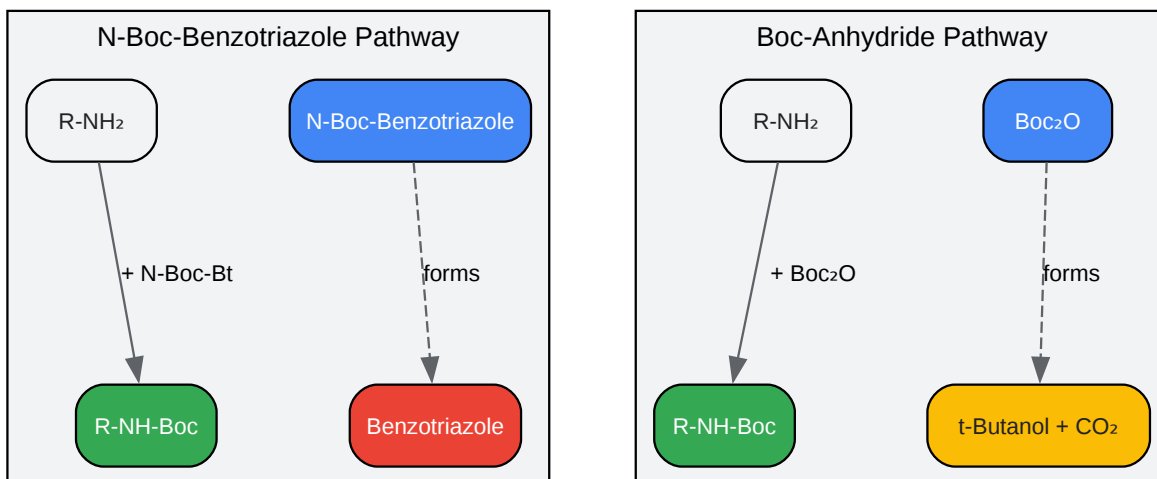 N-Boc-Benzotriazole Pathway
R-NH₂
N-Boc-Benzotriazole
+ N-Boc-Bt
forms
R-NH-Boc
Benzotriazole
Boc-Anhydride Pathway
R-NH₂
Boc₂O
+ Boc₂O
forms
R-NH-Boc
t-Butanol + CO₂